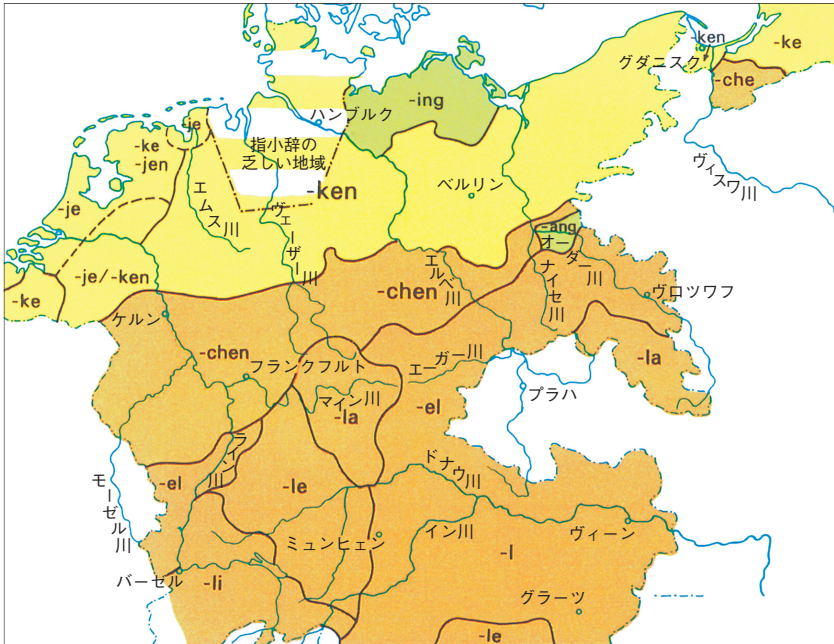 -ken
-ke
グダニスク
-che
-ing
ハンブルク
-je
-ke
-jen
指小辞の
乏しい地域
ヴィスワ川
-ken
ベルリン
エムス川
-je
ヴェーザー川
-ang
オーダー川
-je/-ken
エルベ川
ナイセ川
-ke
-chen
ヴロツワフ
ケルン
-chen
フランクフルト
エーガー川
-la
マイン川
-la
-el
プラハ
ライン川
ドナウ川
モーゼル川
-el
-le
ミュンヒェン
イン川
ヴィーン
-l
バーゼル
-li
グラーツ
-le